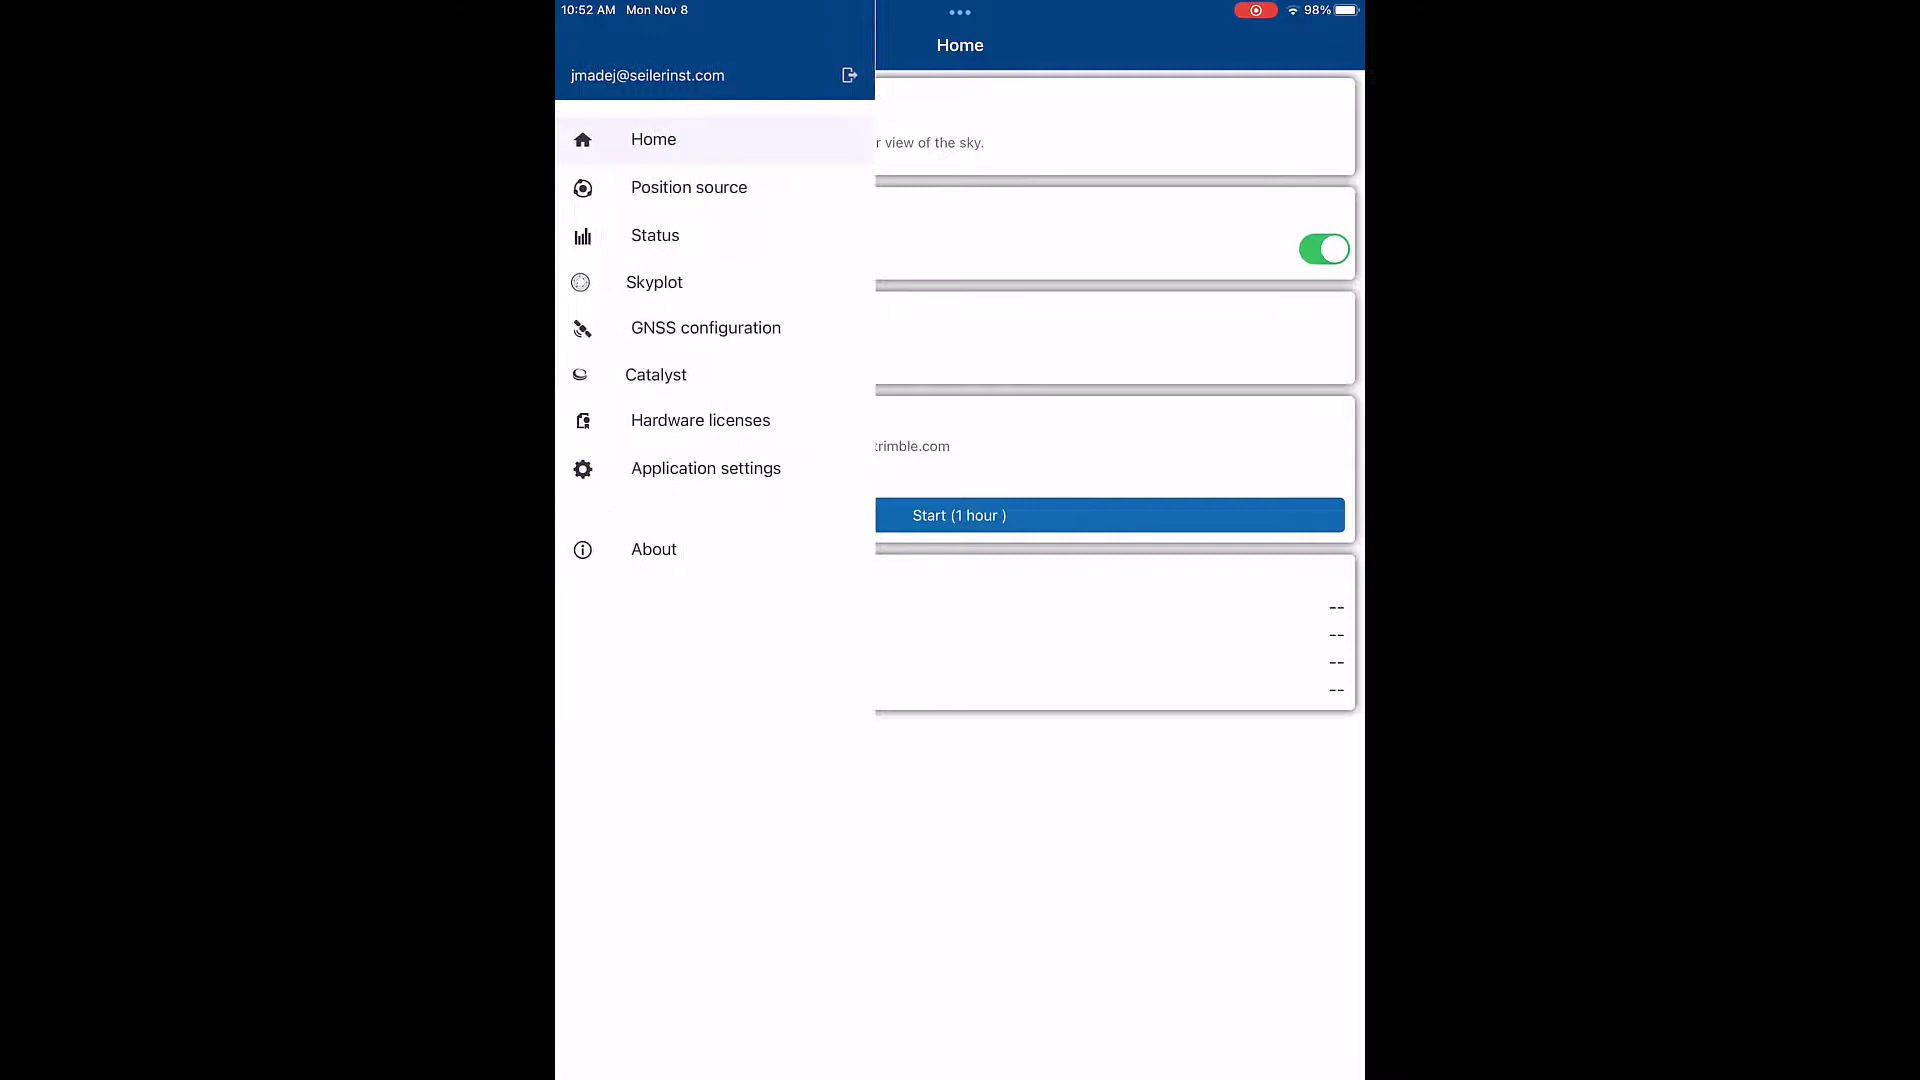 10:52 AM Mon Nov 8
98%
Home
jmadej@seilerinst.com
Home
Position source
Status
Skyplot
GNSS configuration
Catalyst
Hardware licenses
Application settings
About
r view of the sky.
trimble.com
Start (1 hour )
--
--
--
--